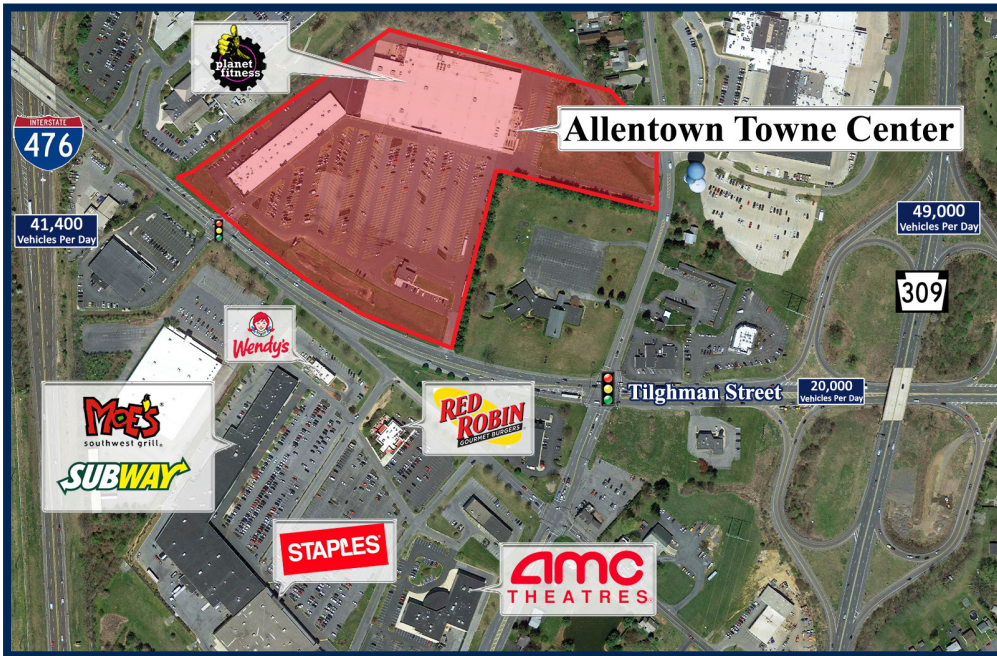 planet
fitness
Allentown Towne Center
INTERSTATE
476
41,400
Vehicles Per Day
49,000
Vehicles Per Day
309
Wendy's
MOE'S
southwest grill®
SUBWAY
RED
ROBIN
GOURMET BURGERS
Tilghman Street
20,000
Vehicles Per Day
STAPLES
amc
THEATRES